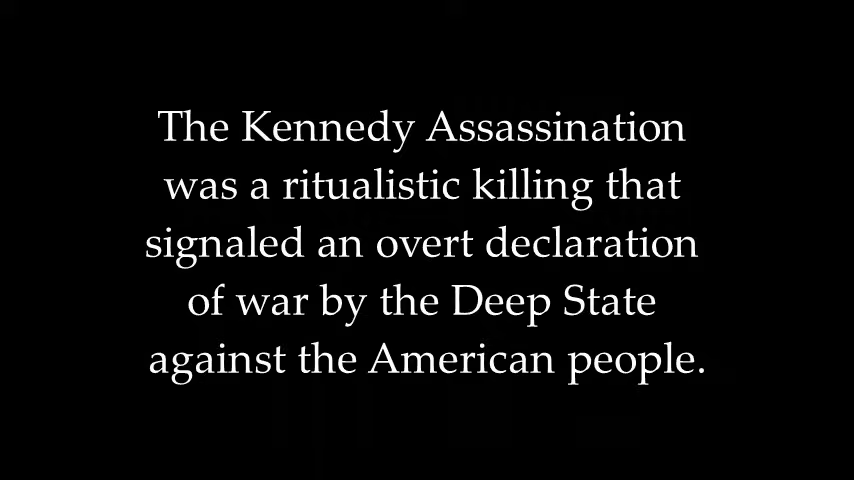 The Kennedy Assassination
was a ritualistic killing that
signaled an overt declaration
of war by the Deep State
against the American people.